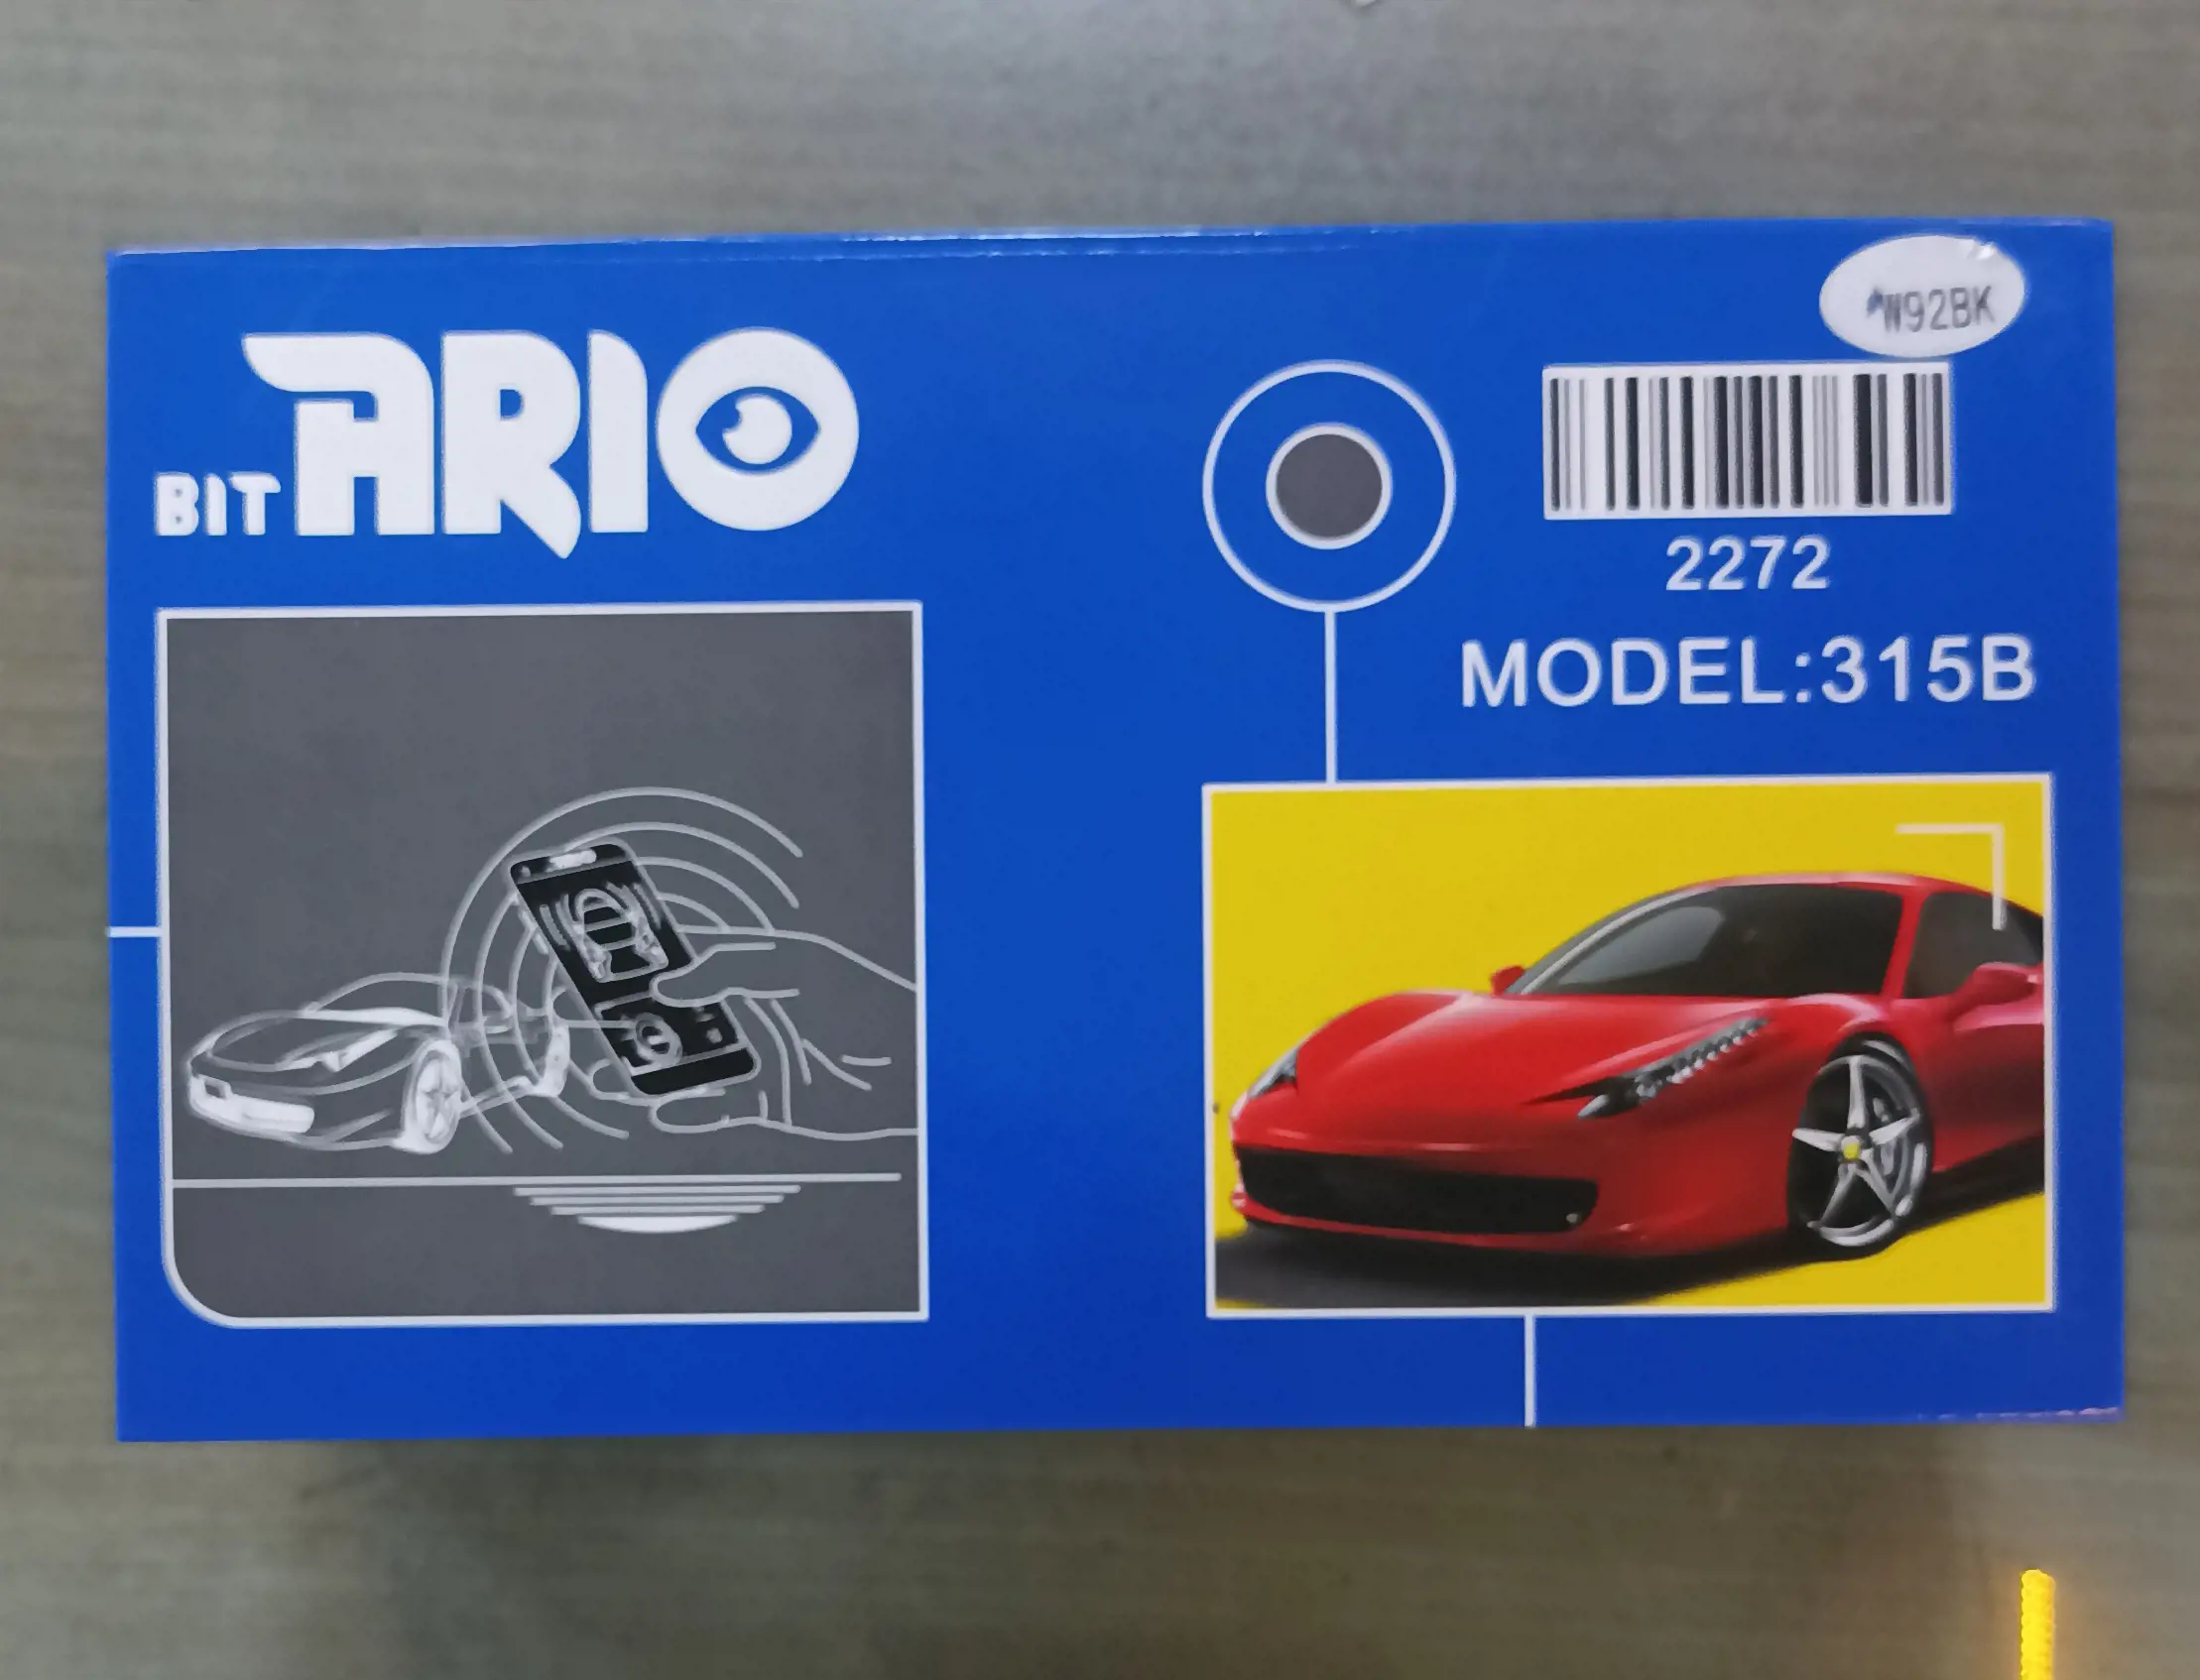 BIT ARIO
W92BK
2272
MODEL:315B